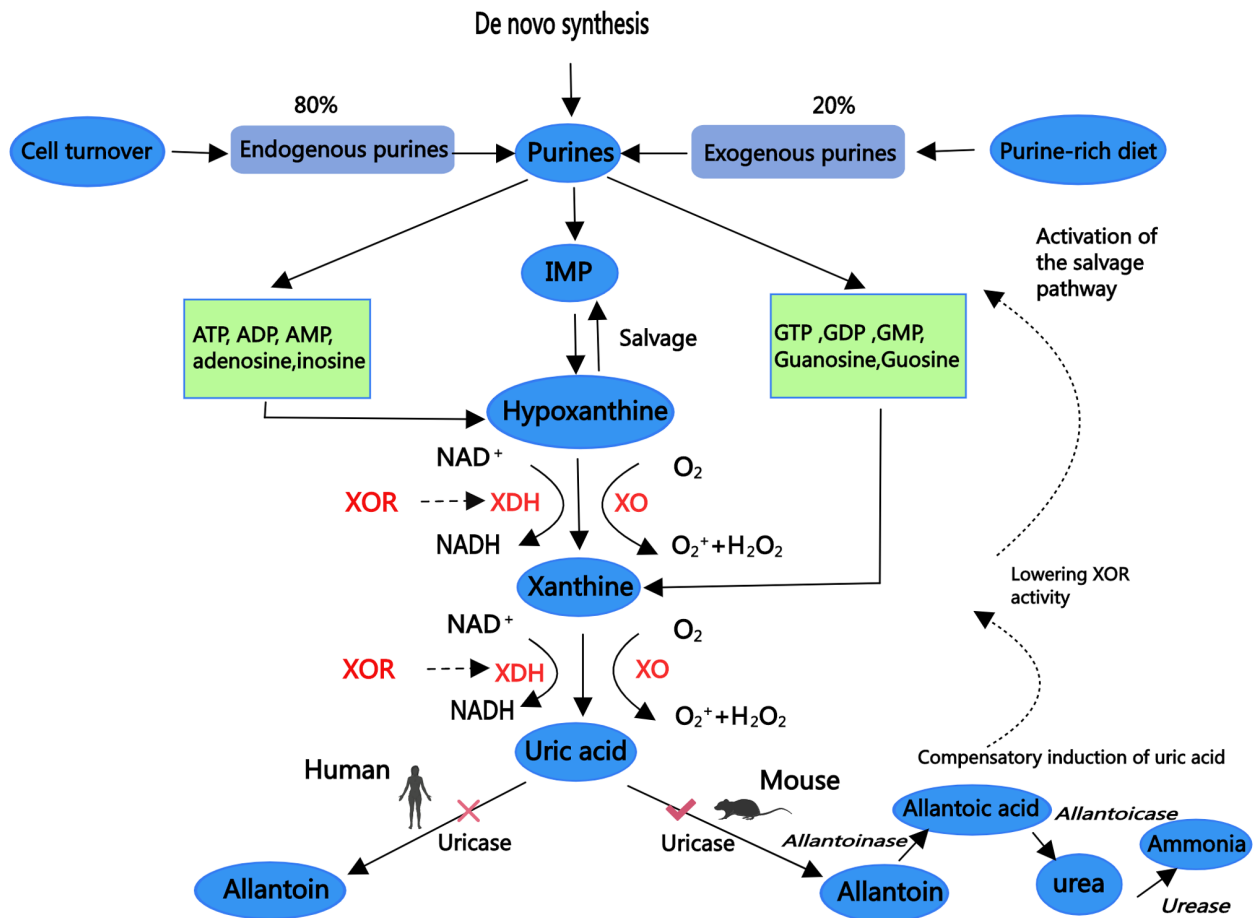 De novo synthesis
80%
20%
Cell turnover
Endogenous purines
Purines
Exogenous purines
Purine-rich diet
Activation of
the salvage
pathway
IMP
ATP, ADP, AMP,
adenosine,inosine
Salvage
GTP ,GDP ,GMP,
Guanosine,Guosine
Hypoxanthine
NAD⁺
O₂
XOR
XDH
XO
NADH
O₂⁺+H₂O₂
Xanthine
Lowering XOR
activity
NAD⁺
O₂
XOR
XDH
XO
NADH
O₂⁺+H₂O₂
Uric acid
Compensatory induction of uric acid
Human
Mouse
Uricase
Uricase
Allantoin
Allantoin
Allantoinase
Allantoic acid
Allantoicase
urea
Ammonia
Urease